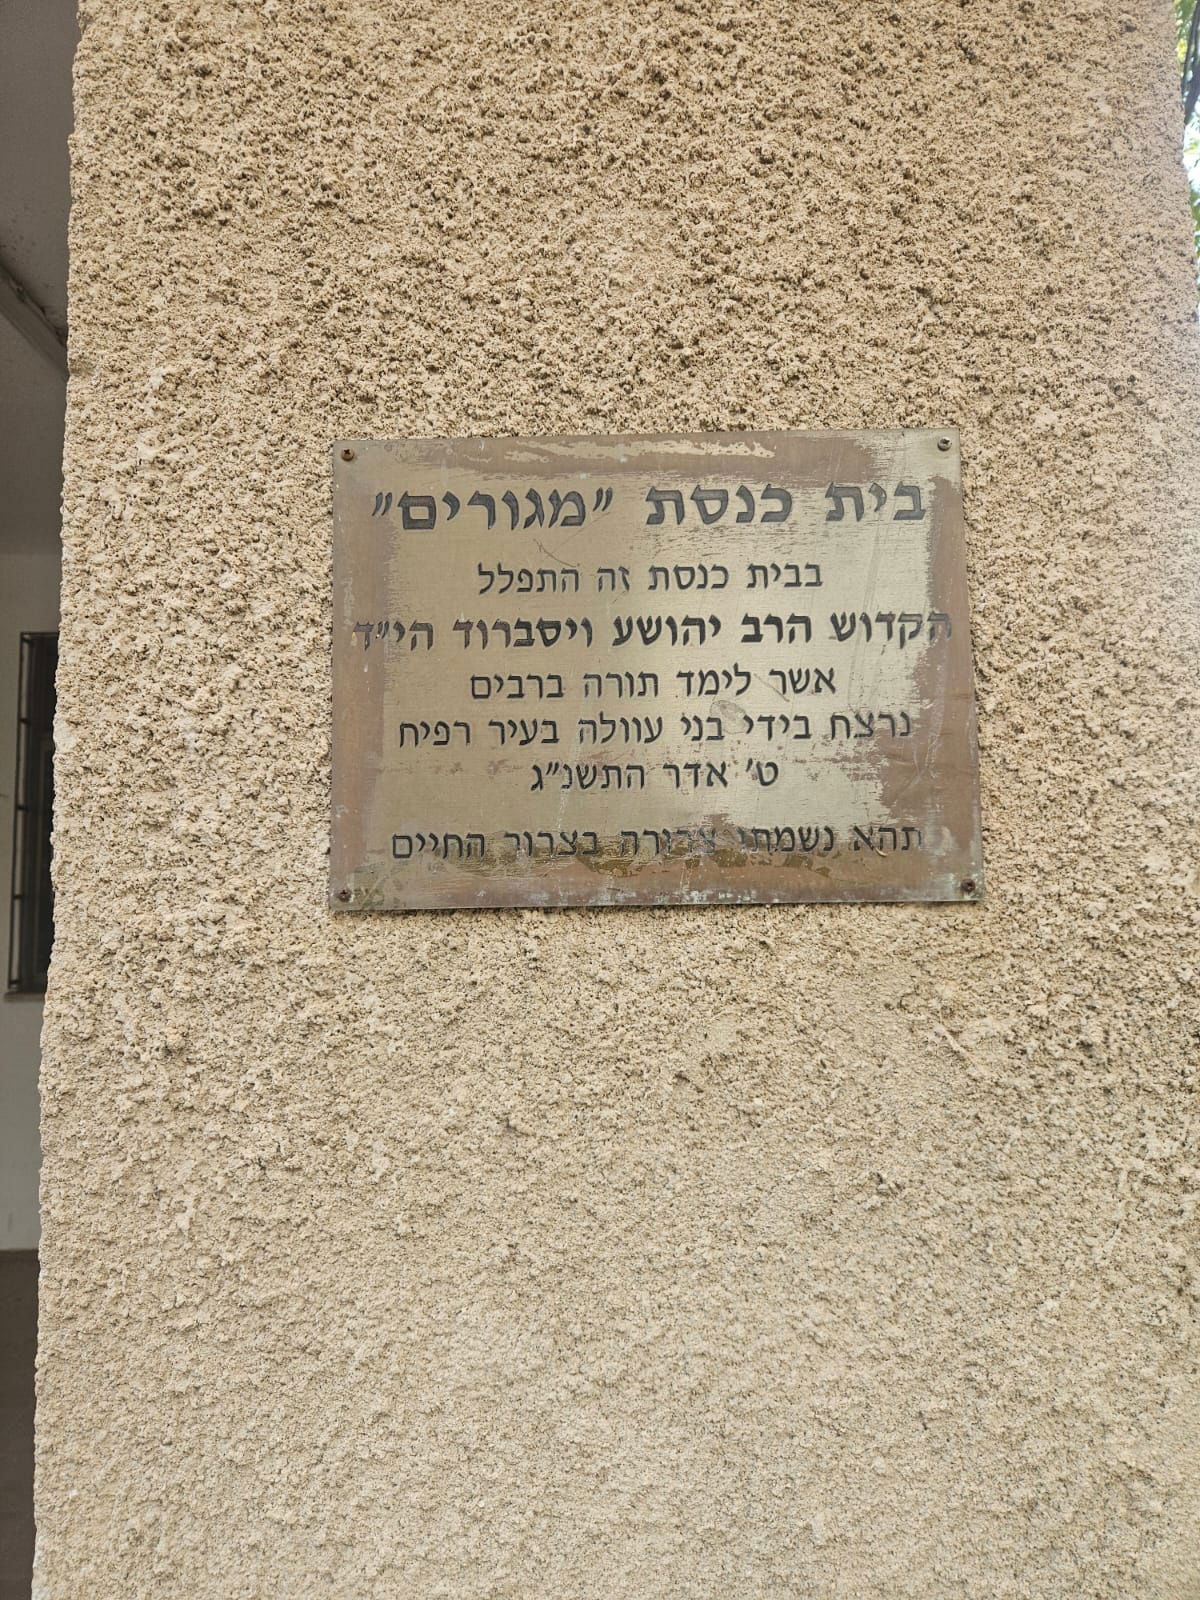 בית כנסת "מגורים"
בבית כנסת זה התפלל
הקדוש הרב יהושע ויסברוד הי"ד
אשר לימד תורה ברבים
נרצח בידי בני עוולה בעיר רפיח
ט' אדר התשנ"ג
תהא נשמתו צרורה בצרור החיים